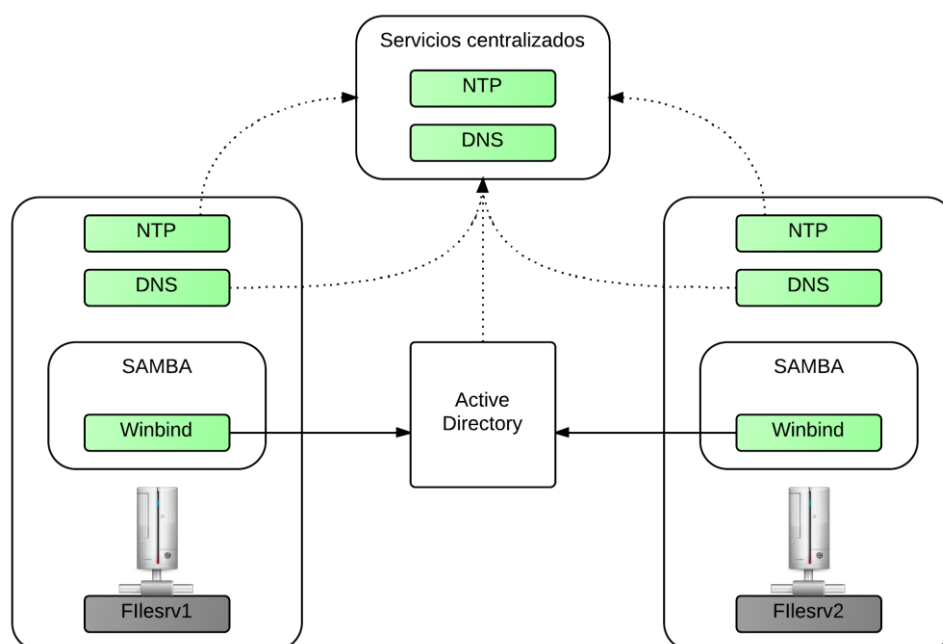 Servicios centralizados
NTP
DNS
NTP
DNS
SAMBA
Winbind
FIlesrv1
Active
Directory
NTP
DNS
SAMBA
Winbind
FIlesrv2